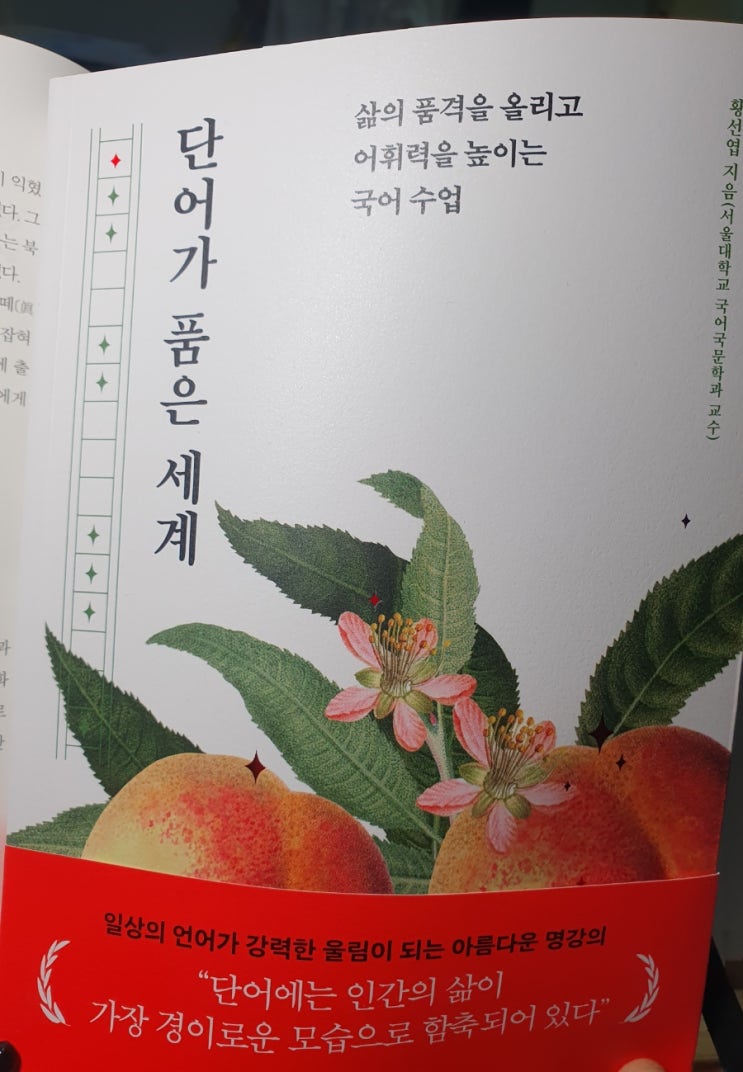 단어가 품은 세계
삶의 품격을 올리고
어휘력을 높이는
국어 수업
황선엽 지음(서울대학교 국어국문학과 교수)
일상의 언어가 강력한 울림이 되는 아름다운 명강의
“단어에는 인간의 삶이
가장 경이로운 모습으로 함축되어 있다”